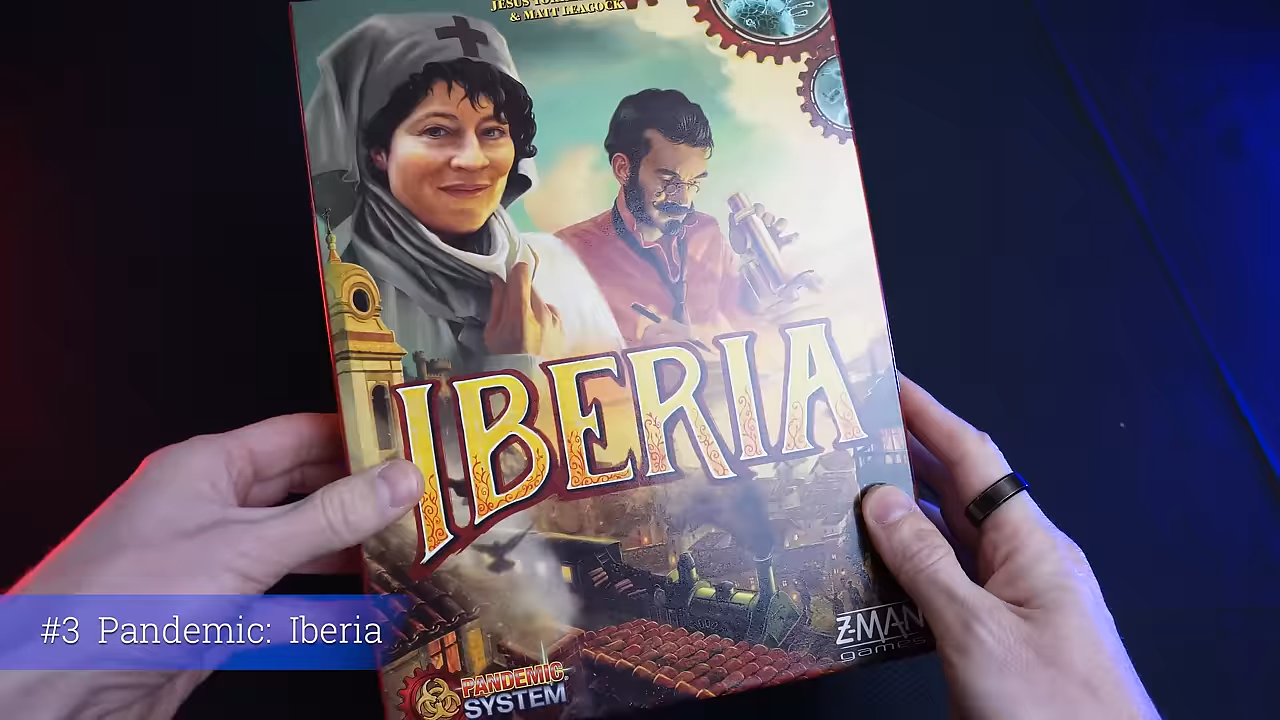 & MATT LEACOCK
IBERIA
#3 Pandemic: Iberia
Z-MAN
games
PANDEMIC
SYSTEM